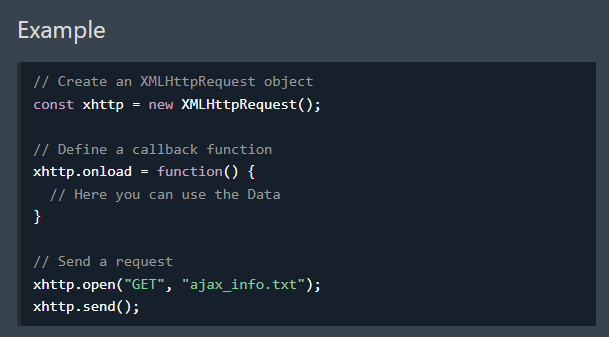 Example
// Create an XMLHttpRequest object
const xhttp = new XMLHttpRequest();
// Define a callback function
xhttp.onload = function() {
// Here you can use the Data
}
// Send a request
xhttp.open("GET", "ajax_info.txt");
xhttp.send();